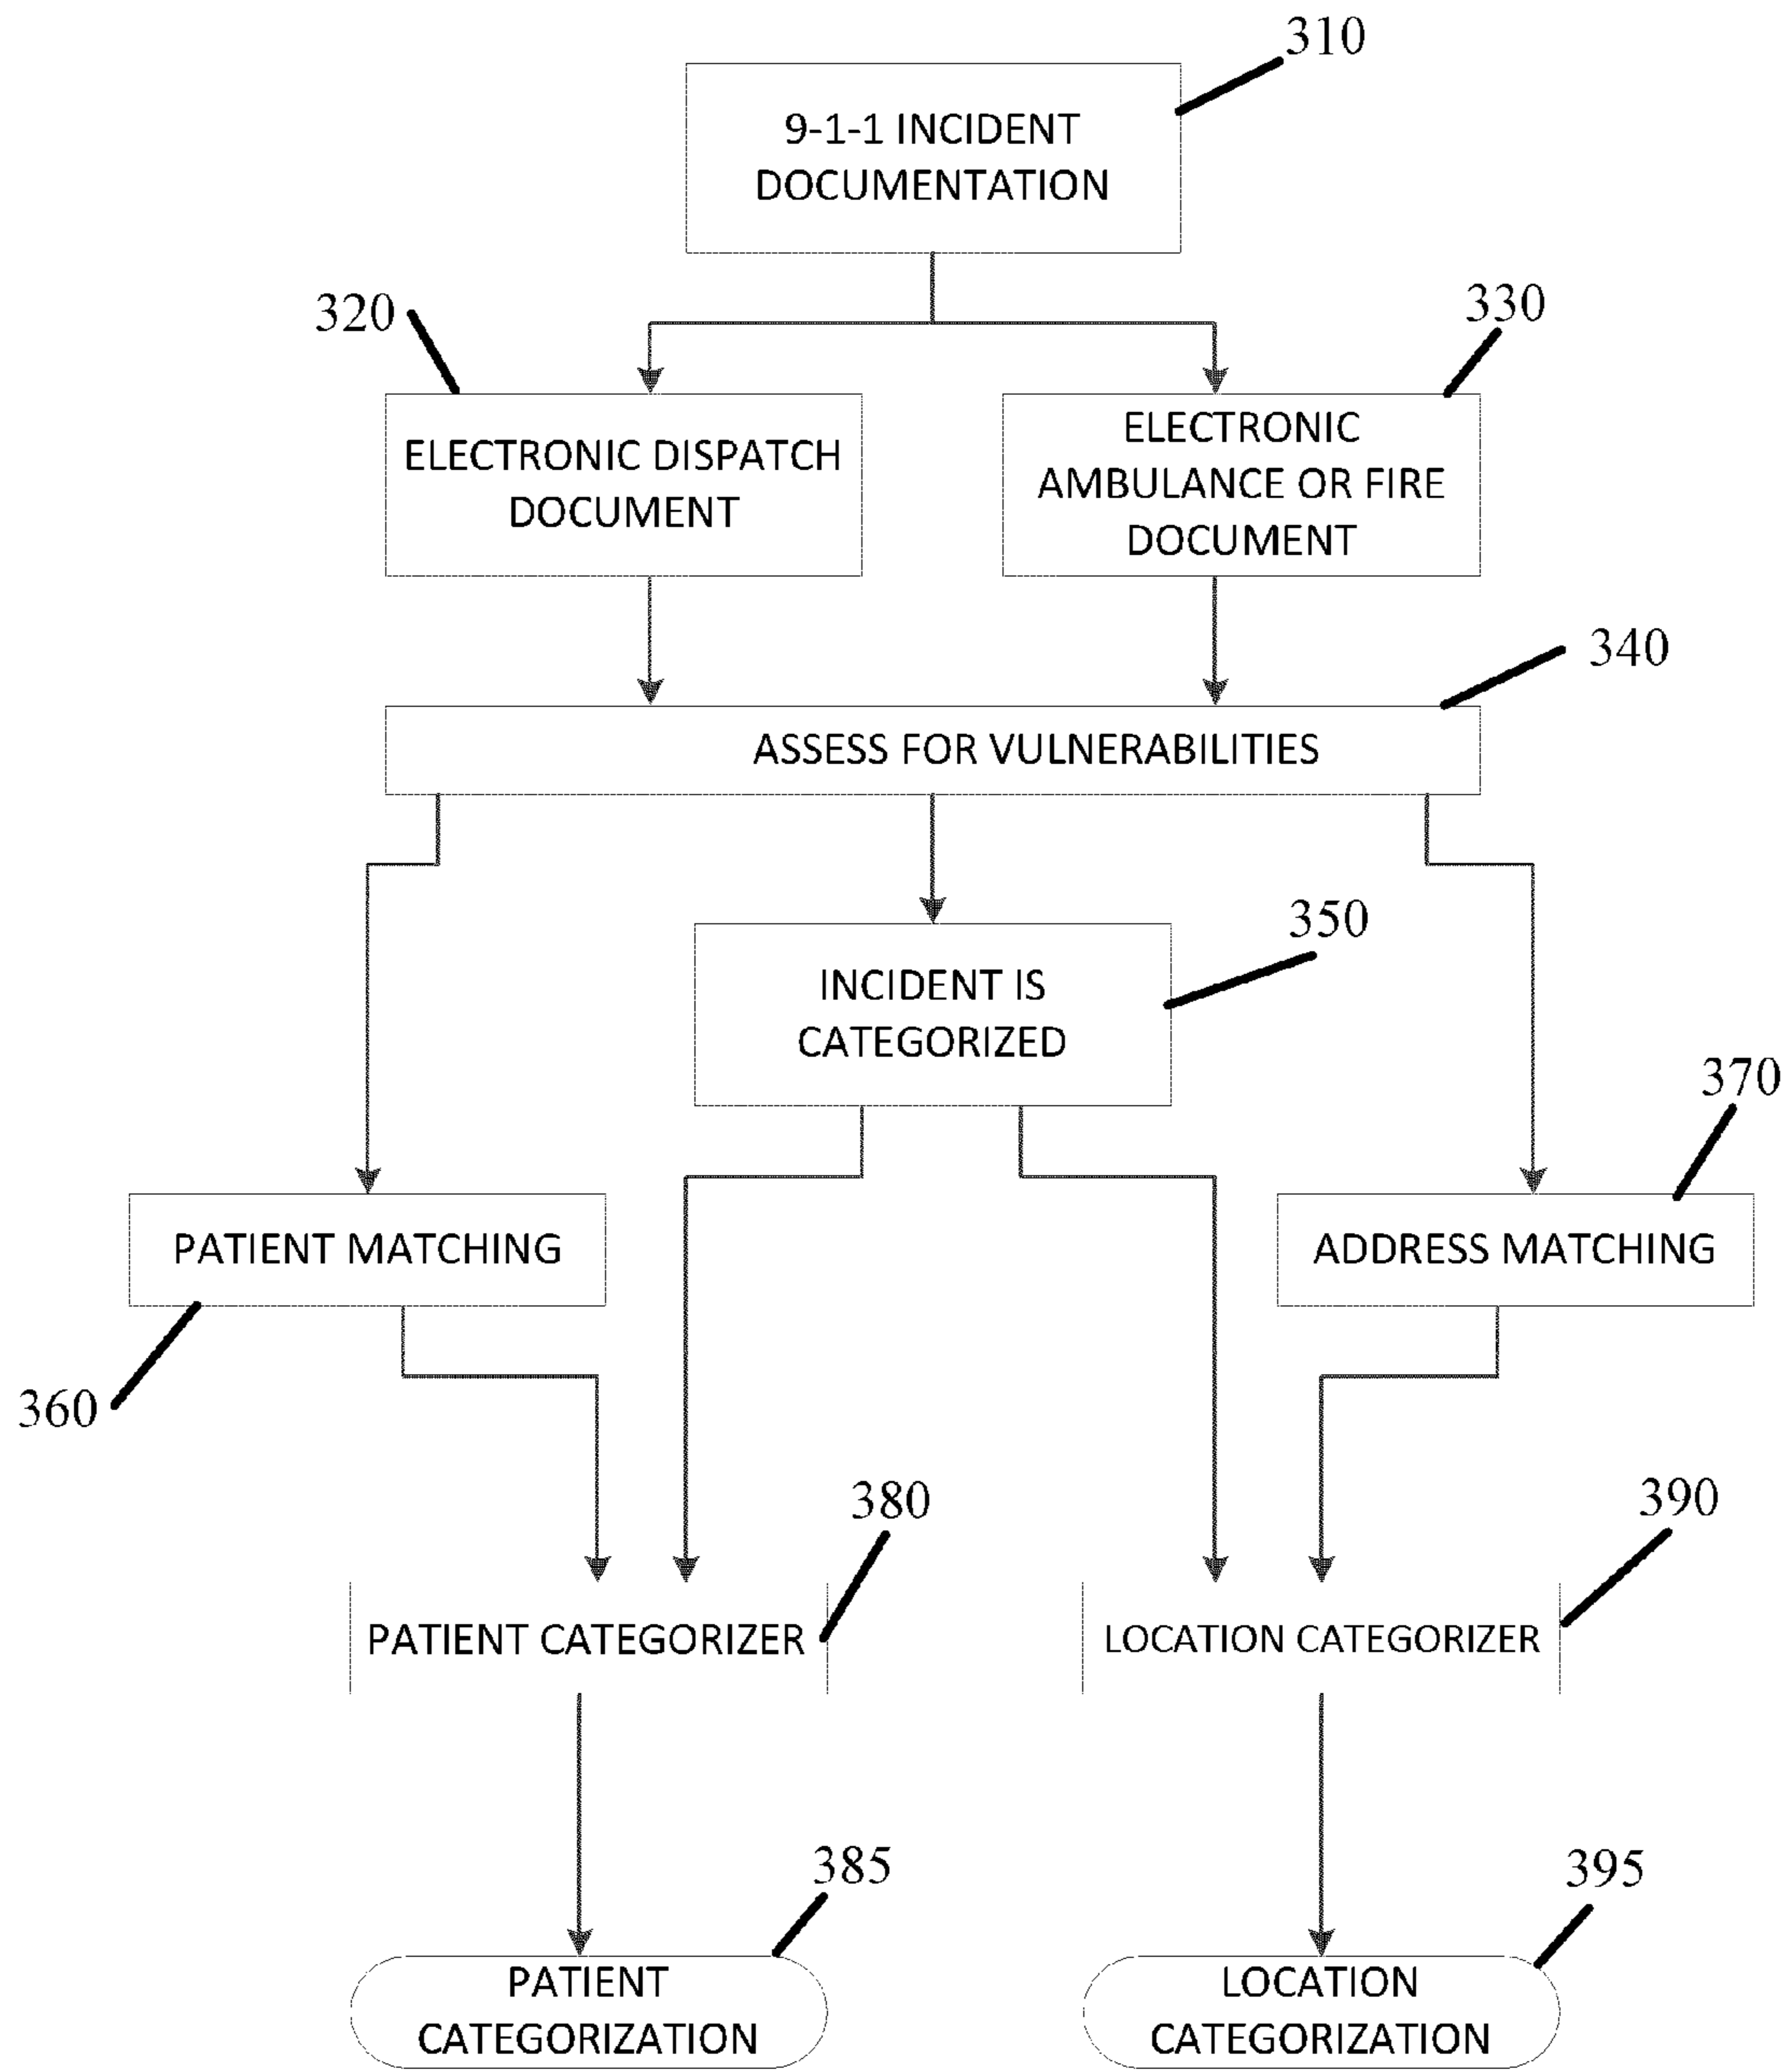 310
9-1-1 INCIDENT
DOCUMENTATION
320
330
ELECTRONIC DISPATCH
DOCUMENT
ELECTRONIC
AMBULANCE OR FIRE
DOCUMENT
340
ASSESS FOR VULNERABILITIES
350
INCIDENT IS
CATEGORIZED
370
PATIENT MATCHING
ADDRESS MATCHING
360
380
390
PATIENT CATEGORIZER
LOCATION CATEGORIZER
385
395
PATIENT
CATEGORIZATION
LOCATION
CATEGORIZATION